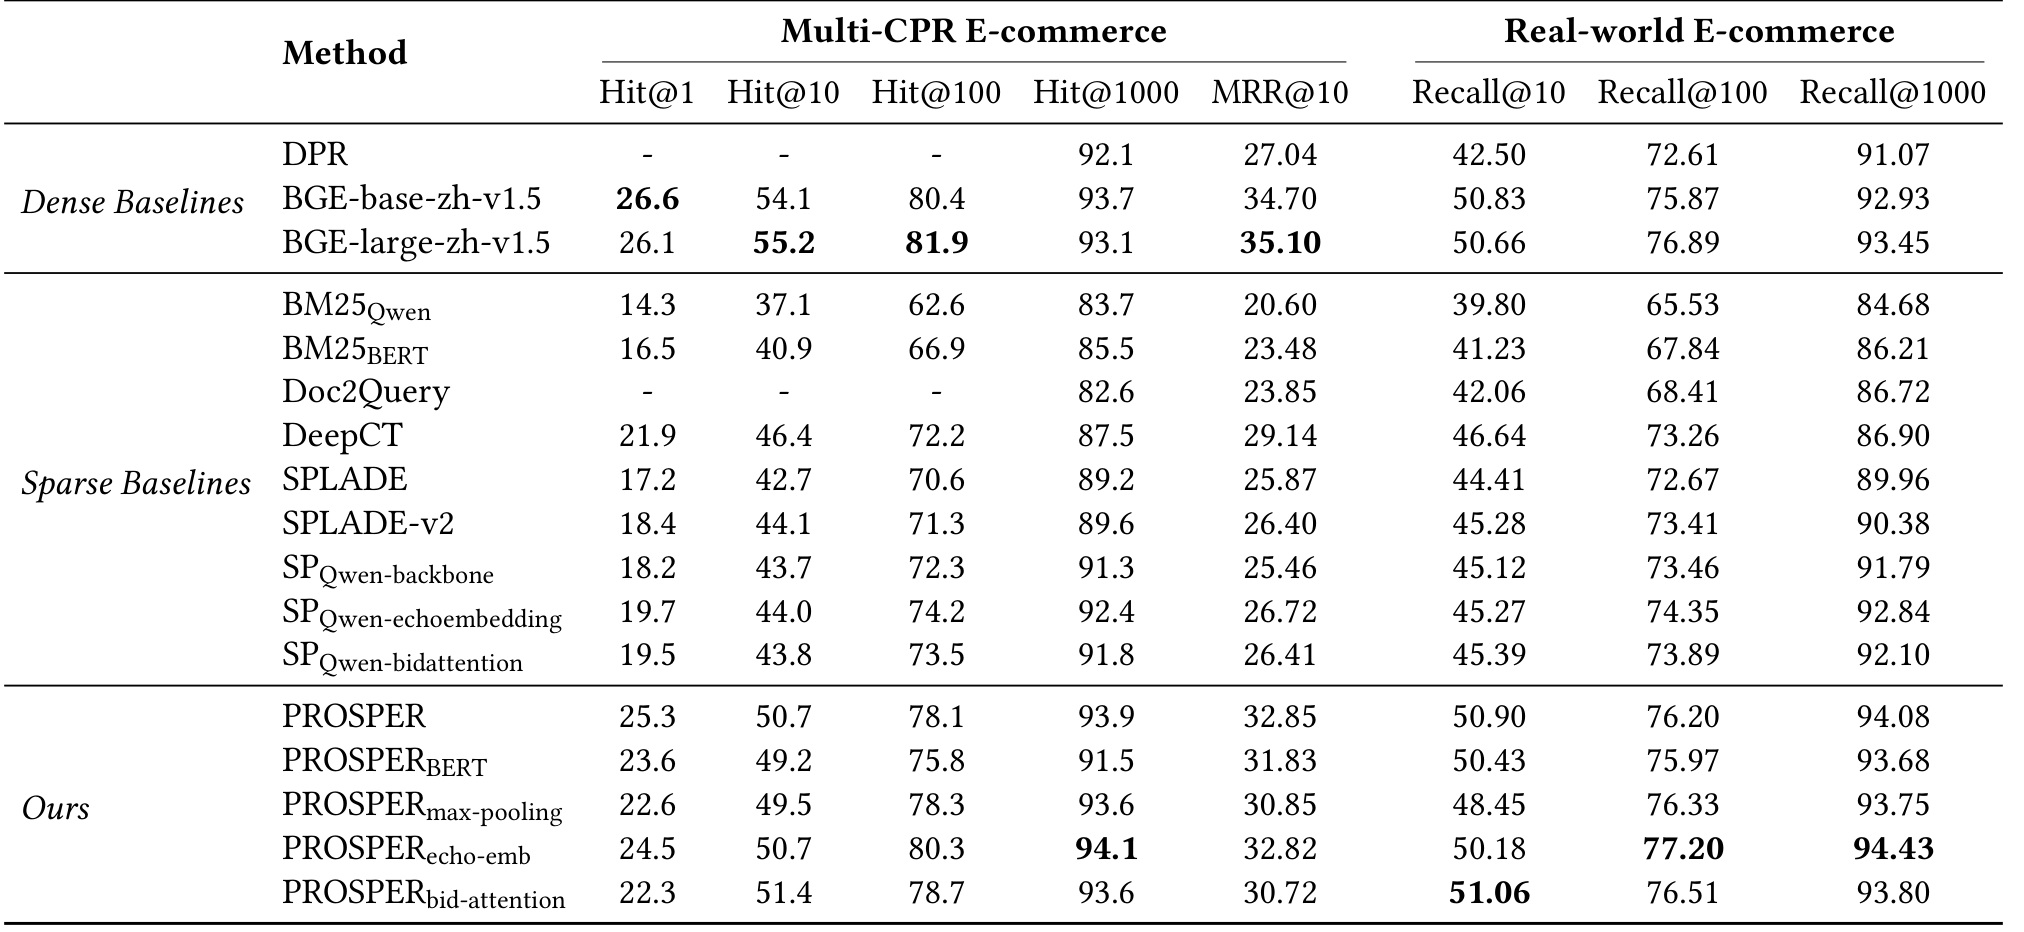 Method Multi-CPR E-commerce Real-world E-commerce
Hit@1 Hit@10 Hit@100 Hit@1000 MRR@10 Recall@10 Recall@100 Recall@1000
Dense Baselines
DPR - - - 92.1 27.04 42.50 72.61 91.07
BGE-base-zh-v1.5 26.6 54.1 80.4 93.7 34.70 50.83 75.87 92.93
BGE-large-zh-v1.5 26.1 55.2 81.9 93.1 35.10 50.66 76.89 93.45
Sparse Baselines
BM25Qwen 14.3 37.1 62.6 83.7 20.60 39.80 65.53 84.68
BM25BERT 16.5 40.9 66.9 85.5 23.48 41.23 67.84 86.21
Doc2Query - - - 82.6 23.85 42.06 68.41 86.72
DeepCT 21.9 46.4 72.2 87.5 29.14 46.64 73.26 86.90
SPLADE 17.2 42.7 70.6 89.2 25.87 44.41 72.67 89.96
SPLADE-v2 18.4 44.1 71.3 89.6 26.40 45.28 73.41 90.38
SPQwen-backbone 18.2 43.7 72.3 91.3 25.46 45.12 73.46 91.79
SPQwen-echoembedding 19.7 44.0 74.2 92.4 26.72 45.27 74.35 92.84
SPQwen-bidattention 19.5 43.8 73.5 91.8 26.41 45.39 73.89 92.10
Ours
PROSPER 25.3 50.7 78.1 93.9 32.85 50.90 76.20 94.08
PROSPERBERT 23.6 49.2 75.8 91.5 31.83 50.43 75.97 93.68
PROSPERmax-pooling 22.6 49.5 78.3 93.6 30.85 48.45 76.33 93.75
PROSPERecho-emb 24.5 50.7 80.3 94.1 32.82 50.18 77.20 94.43
PROSPERbid-attention 22.3 51.4 78.7 93.6 30.72 51.06 76.51 93.80